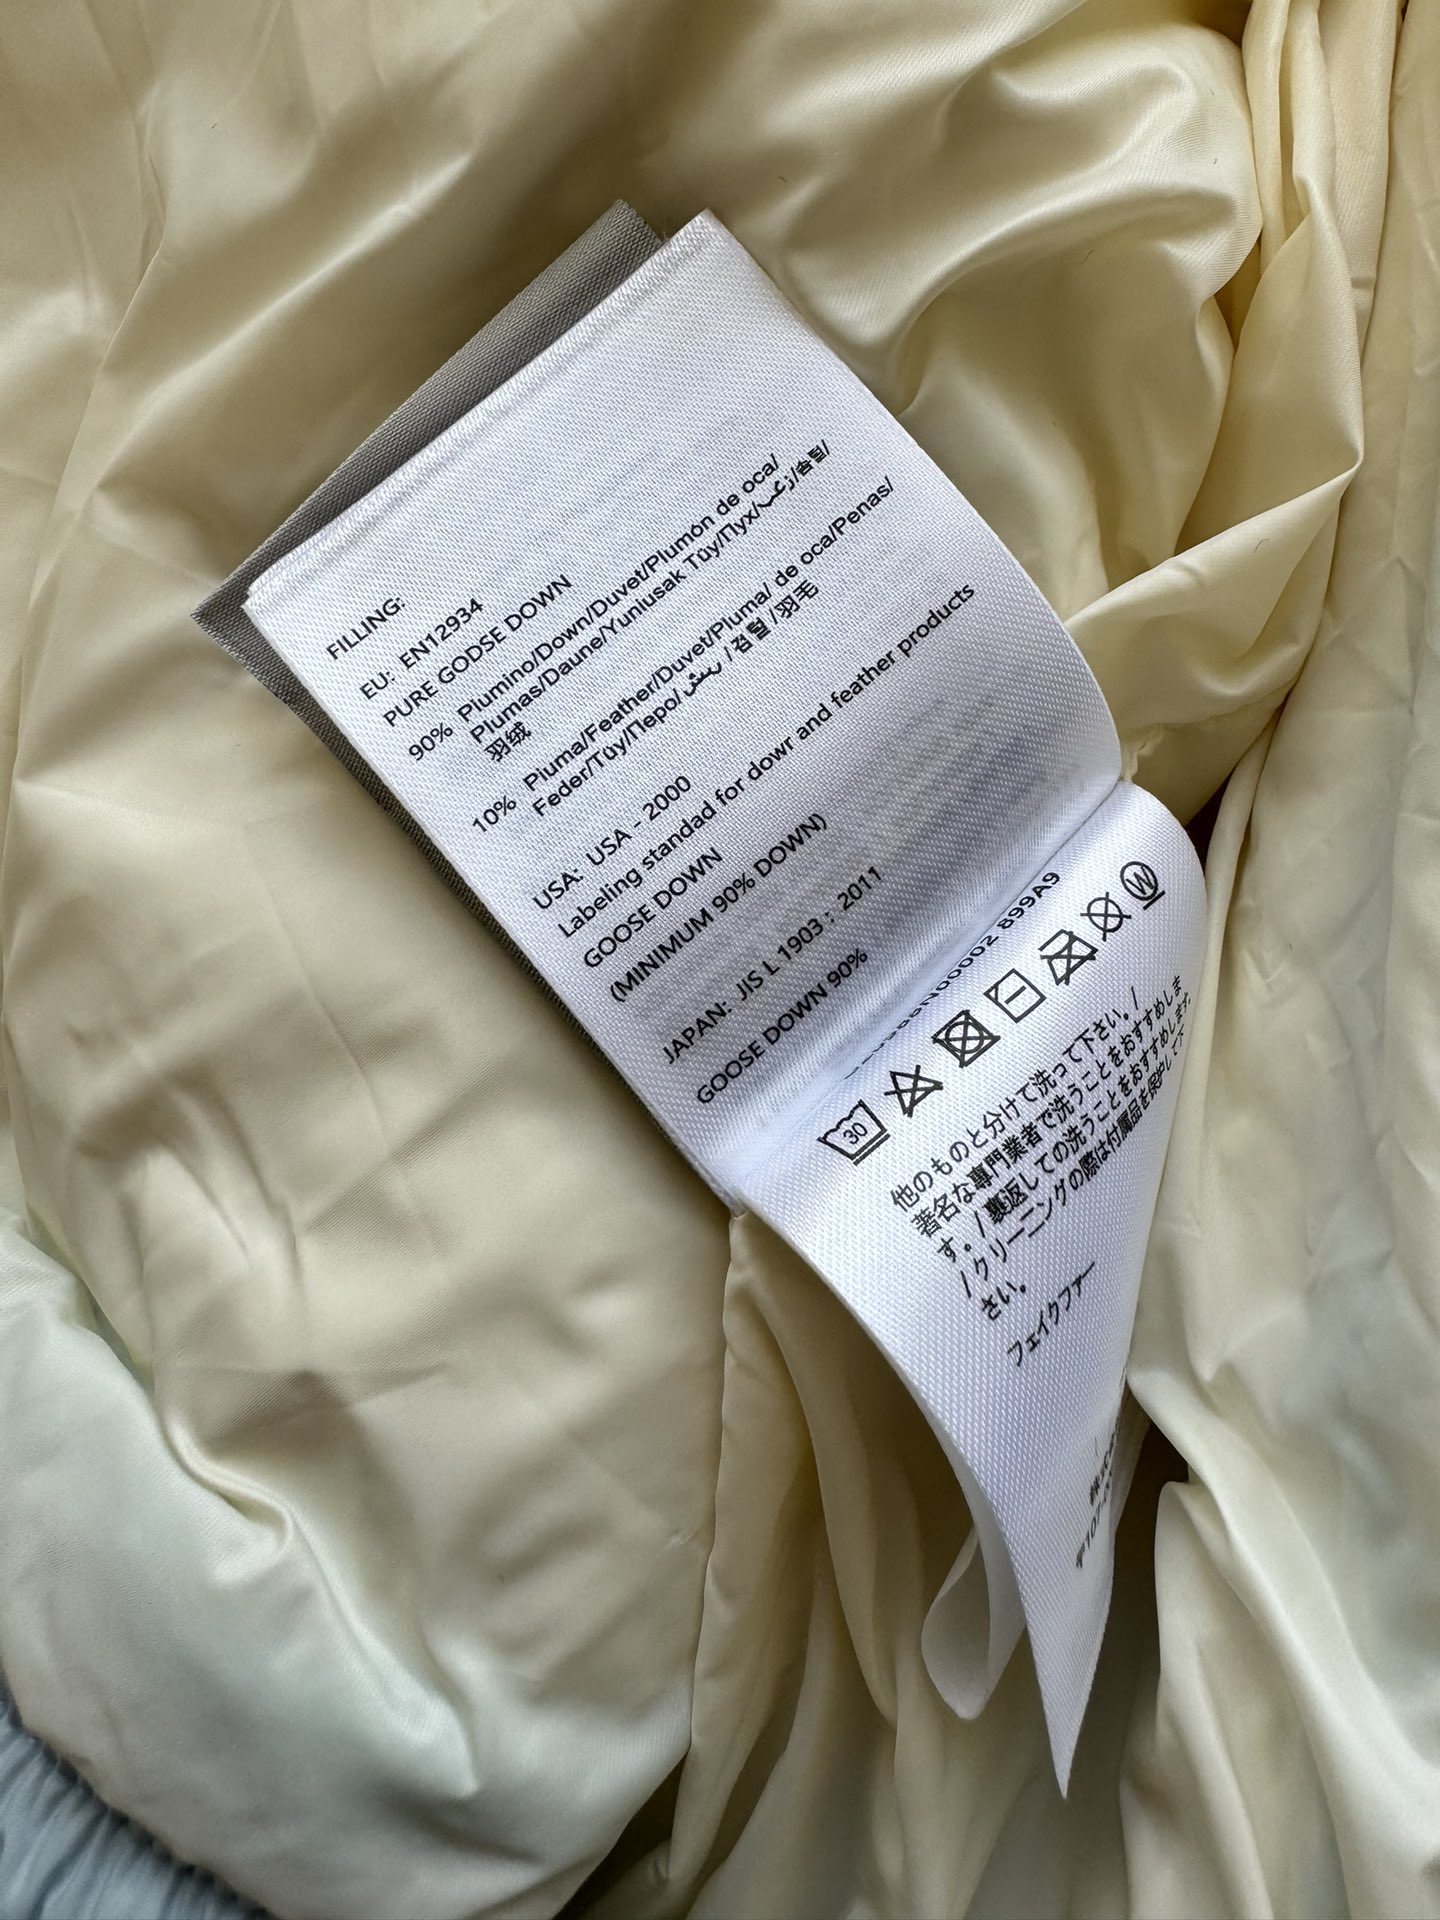 FILLING:
EU: EN12934
PURE GODSE DOWN
90% Plumino/Down/Duvet/Plumón de oca/
Plumas/Daune/Yuniusak Tüy/Пух/زغب/솜털/
羽绒
10% Piuma/Feather/Duvet/Pluma/ de oca/Penas/
Feder/Tüy/Перо/ريش/깃털/羽毛
USA: USA - 2000
Labeling standad for dowr and feather products
GOOSE DOWN
(MINIMUM 90% DOWN)
JAPAN: JIS L 1903 : 2011
GOOSE DOWN 90%
899A9
30
W
他のものと分けて洗って下さい。/
著名な専門業者で洗うことをおすすめしま
す。/裏返しての洗うことをおすすめします。
/クリーニングの際は付属品を保護して下
さい。
フェイクファー